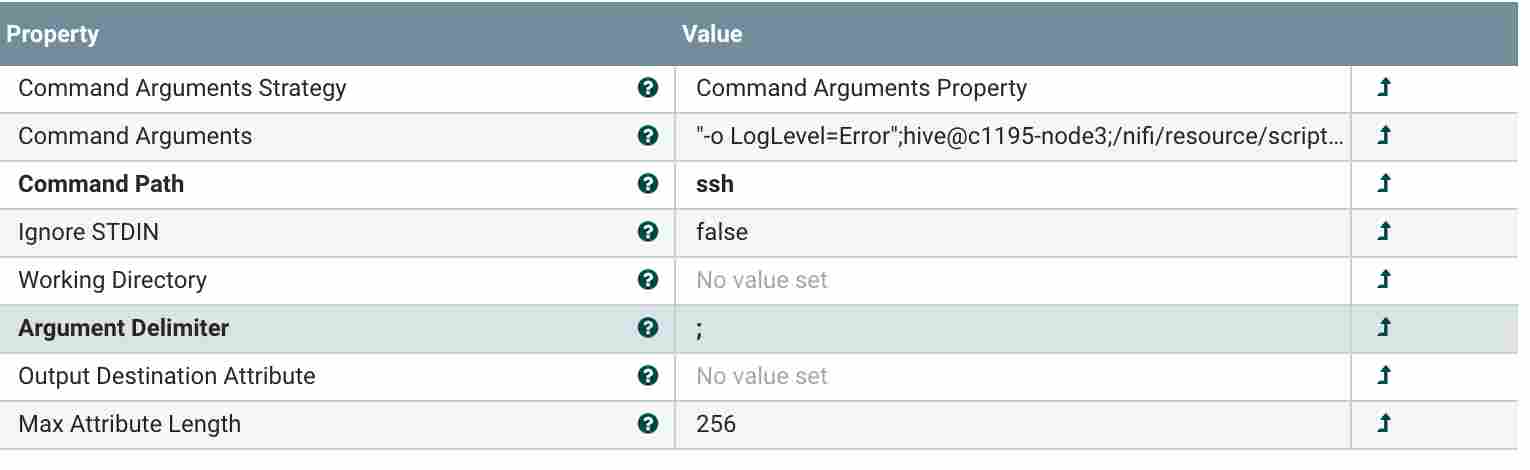 Property Value
Command Arguments Strategy Command Arguments Property
Command Arguments "-o LogLevel=Error";hive@c1195-node3;/nifi/resource/script...
Command Path ssh
Ignore STDIN false
Working Directory No value set
Argument Delimiter ;
Output Destination Attribute No value set
Max Attribute Length 256